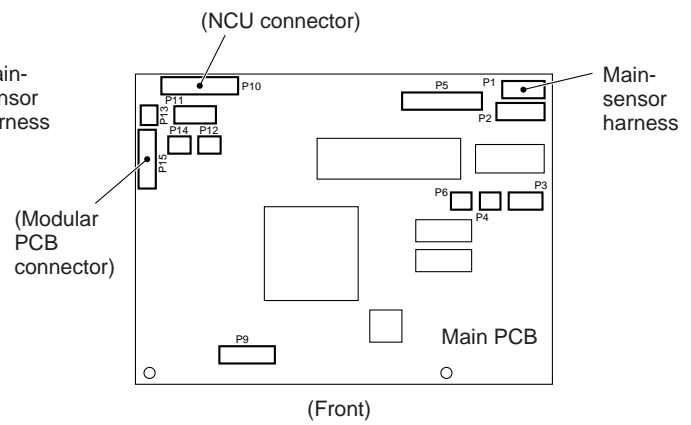 (NCU connector)
ain-
nsor
rness
P10
P11
P13
P14
P12
P15
P5
P1
P2
Main-
sensor
harness
P6
P4
P3
(Modular
PCB
connector)
P9
Main PCB
(Front)